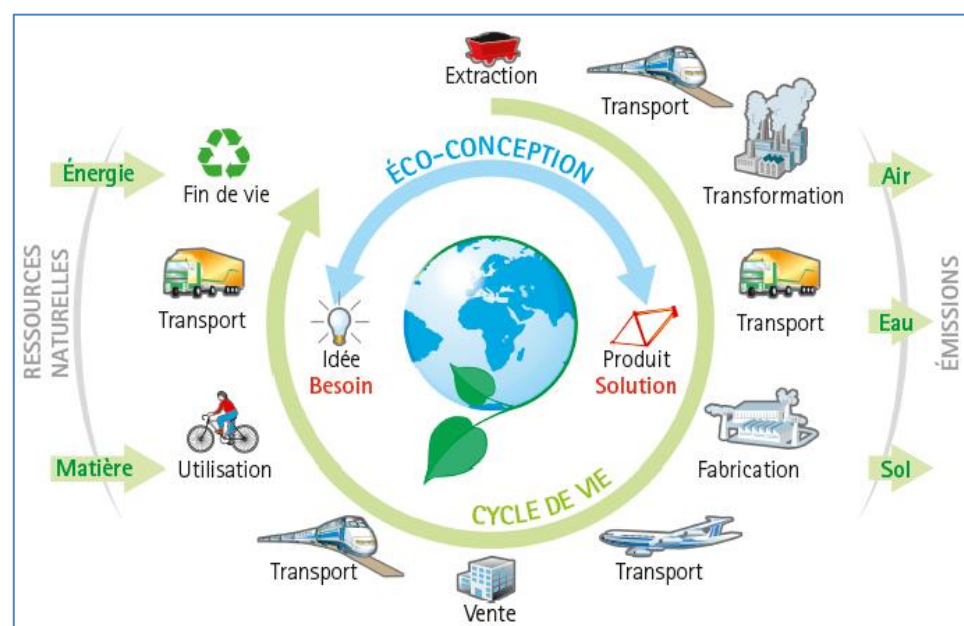 Extraction
Transport
Énergie
Fin de vie
ÉCO-CONCEPTION
Transformation
Air
RESSOURCES
NATURELLES
Transport
Idée
Besoin
Produit
Solution
Transport
Eau
ÉMISSIONS
Matière
Utilisation
Fabrication
Sol
CYCLE DE VIE
Transport
Vente
Transport